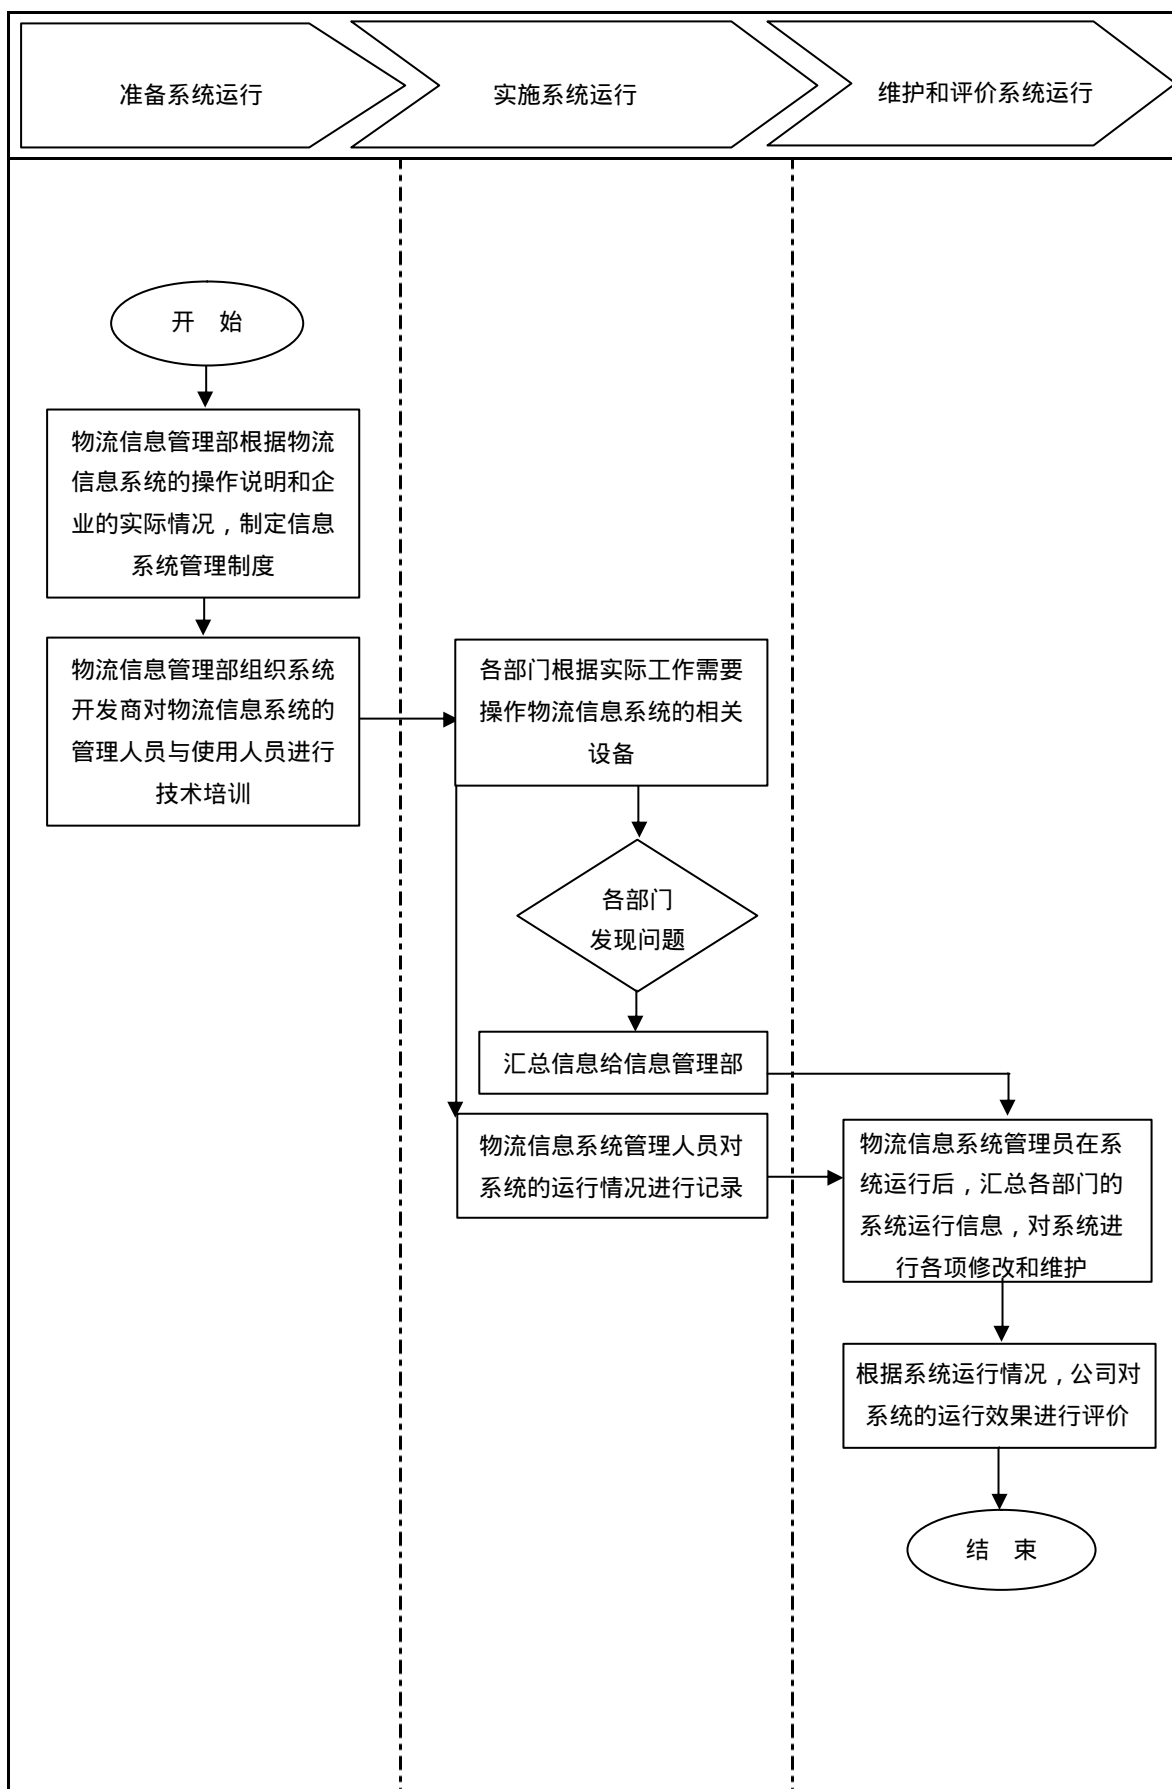 准备系统运行
实施系统运行
维护和评价系统运行
开 始
物流信息管理部根据物流
信息系统的操作说明和企
业的实际情况，制定信息
系统管理制度
物流信息管理部组织系统
开发商对物流信息系统的
管理人员与使用人员进行
技术培训
各部门根据实际工作需要
操作物流信息系统的相关
设备
各部门
发现问题
汇总信息给信息管理部
物流信息系统管理人员对
系统的运行情况进行记录
物流信息系统管理员在系
统运行后，汇总各部门的
系统运行信息，对系统进
行各项修改和维护
根据系统运行情况，公司对
系统的运行效果进行评价
结 束